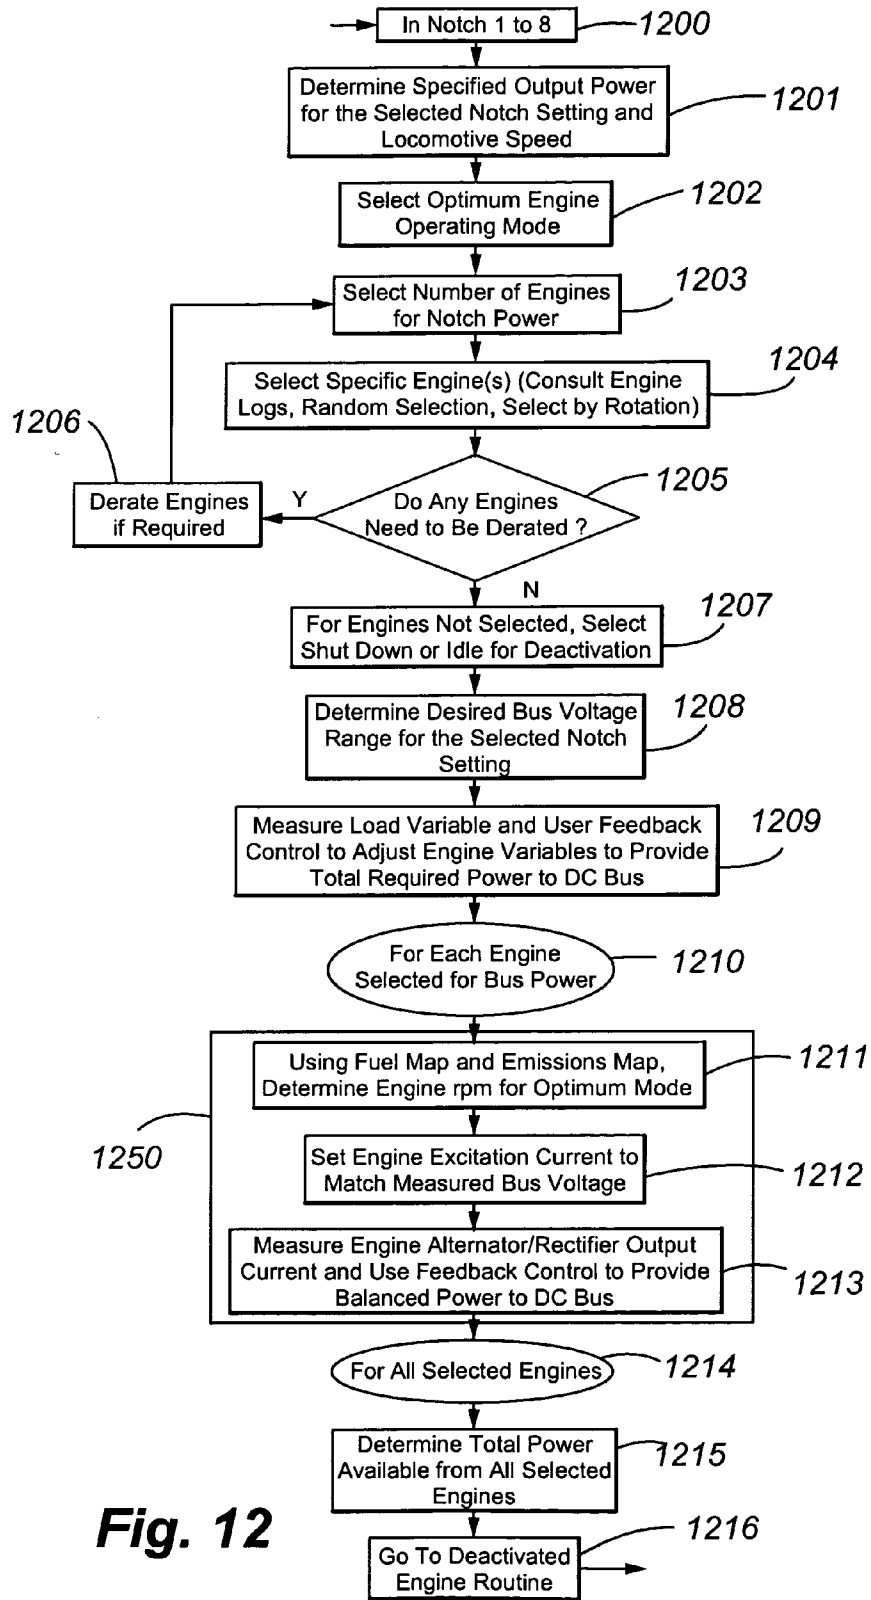 In Notch 1 to 8
1200
Determine Specified Output Power
for the Selected Notch Setting and
Locomotive Speed
1201
Select Optimum Engine
Operating Mode
1202
Select Number of Engines
for Notch Power
1203
Select Specific Engine(s) (Consult Engine
Logs, Random Selection, Select by Rotation)
1204
Do Any Engines
Need to Be Derated ?
1205
Y
Derate Engines
if Required
1206
N
For Engines Not Selected, Select
Shut Down or Idle for Deactivation
1207
Determine Desired Bus Voltage
Range for the Selected Notch
Setting
1208
Measure Load Variable and User Feedback
Control to Adjust Engine Variables to Provide
Total Required Power to DC Bus
1209
For Each Engine
Selected for Bus Power
1210
Using Fuel Map and Emissions Map,
Determine Engine rpm for Optimum Mode
1211
1250
Set Engine Excitation Current to
Match Measured Bus Voltage
1212
Measure Engine Alternator/Rectifier Output
Current and Use Feedback Control to Provide
Balanced Power to DC Bus
1213
For All Selected Engines
1214
Determine Total Power
Available from All Selected
Engines
1215
Go To Deactivated
Engine Routine
1216
Fig. 12